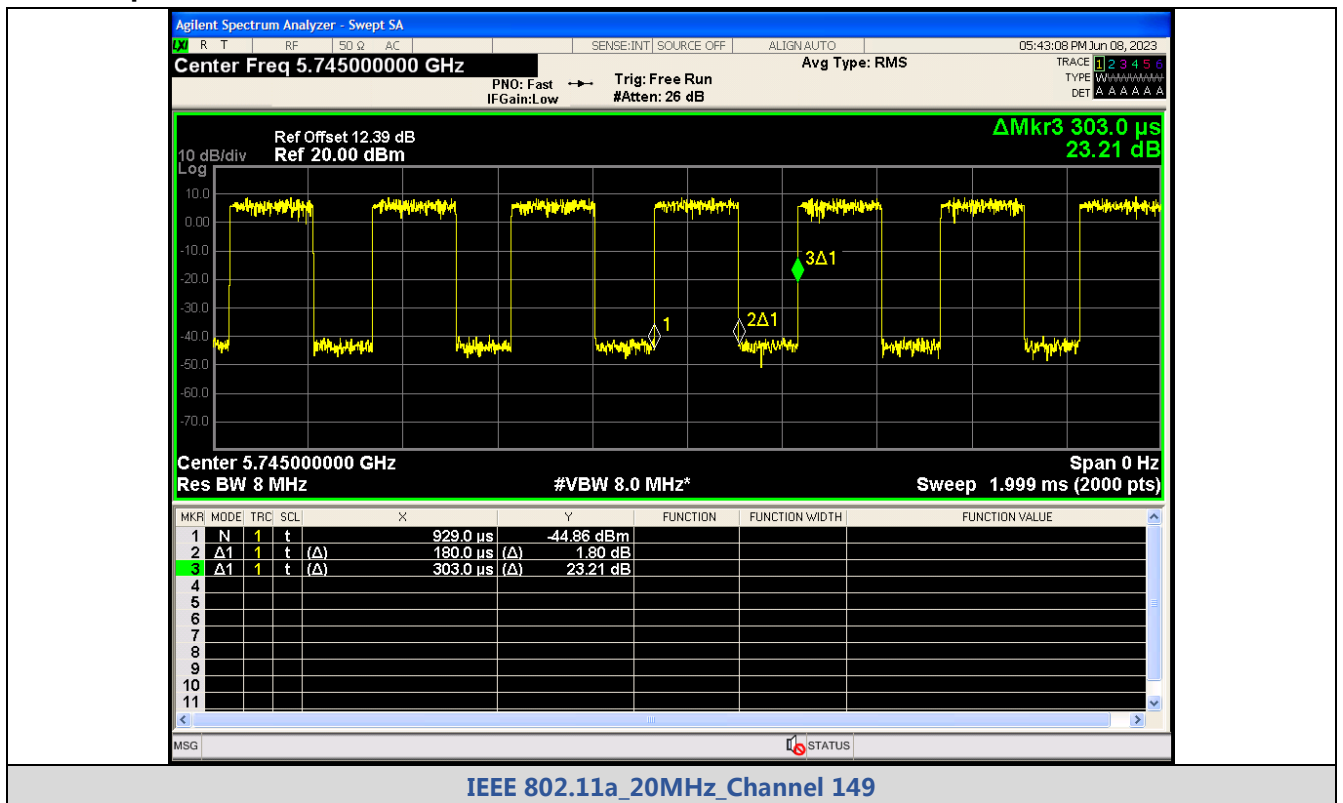 Agilent Spectrum Analyzer - Swept SA
LXI R T RF 50 Ω AC SENSE:INT SOURCE OFF ALIGN AUTO 05:43:08 PM Jun 08, 2023
Center Freq 5.745000000 GHz Avg Type: RMS TRACE 1 2 3 4 5 6
PNO: Fast Trig: Free Run TYPE WWWWWW
IFGain:Low #Atten: 26 dB DET A A A A A A
ΔMkr3 303.0 µs
Ref Offset 12.39 dB
10 dB/div Ref 20.00 dBm 23.21 dB
Log
10.0
0.00
-10.0
3Δ1
-20.0
-30.0
1 2Δ1
-40.0
-50.0
-60.0
-70.0
Center 5.745000000 GHz Span 0 Hz
Res BW 8 MHz #VBW 8.0 MHz* Sweep 1.999 ms (2000 pts)
MKR MODE TRC SCL X Y FUNCTION FUNCTION WIDTH FUNCTION VALUE
1 N 1 t 929.0 µs -44.86 dBm
2 Δ1 1 t (Δ) 180.0 µs (Δ) 1.80 dB
3 Δ1 1 t (Δ) 303.0 µs (Δ) 23.21 dB
4
5
6
7
8
9
10
11
MSG STATUS
IEEE 802.11a_20MHz_Channel 149